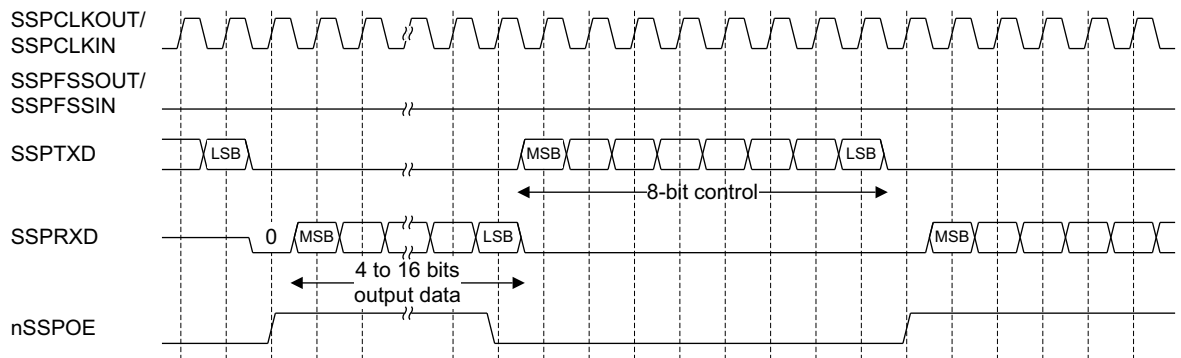 SSPCLKOUT/
SSPCLKIN
SSPFSSOUT/
SSPFSSIN
SSPTXD
LSB
MSB
LSB
8-bit control
SSPRXD
0
MSB
LSB
MSB
4 to 16 bits
output data
nSSPOE